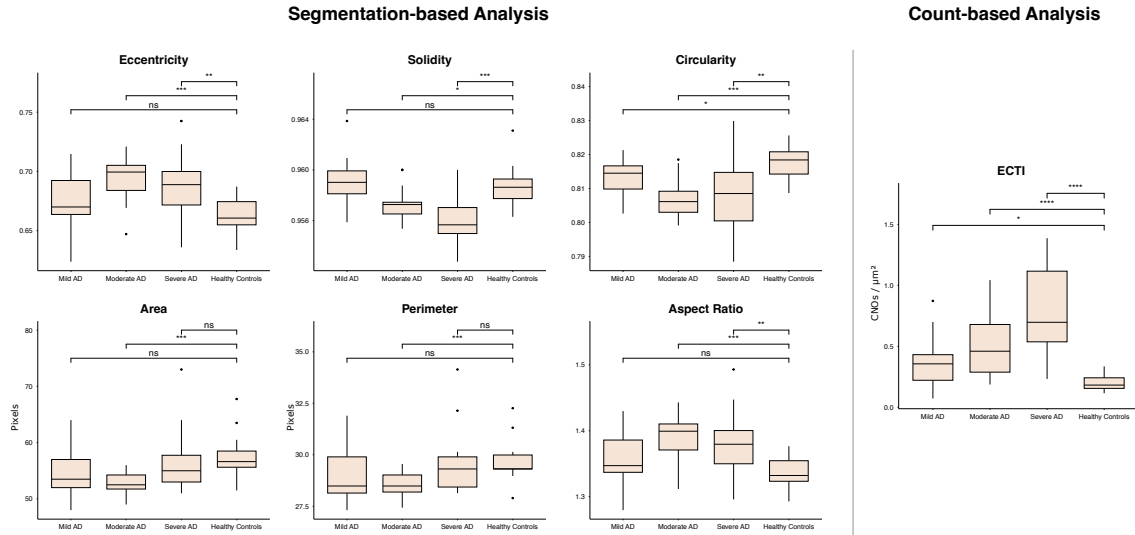 Segmentation-based Analysis
Count-based Analysis
Eccentricity
**
***
ns
0.75
0.70
0.65
Mild AD Moderate AD Severe AD Healthy Controls
Solidity
***
*
ns
0.964
0.960
0.956
Mild AD Moderate AD Severe AD Healthy Controls
Circularity
**
***
*
0.84
0.83
0.82
0.81
0.80
0.79
Mild AD Moderate AD Severe AD Healthy Controls
ECTI
****
****
*
CNOs / µm²
1.5
1.0
0.5
0.0
Mild AD Moderate AD Severe AD Healthy Controls
Area
ns
***
ns
Pixels
80
70
60
50
Mild AD Moderate AD Severe AD Healthy Controls
Perimeter
ns
***
ns
Pixels
35.0
32.5
30.0
27.5
Mild AD Moderate AD Severe AD Healthy Controls
Aspect Ratio
**
***
ns
1.5
1.4
1.3
Mild AD Moderate AD Severe AD Healthy Controls